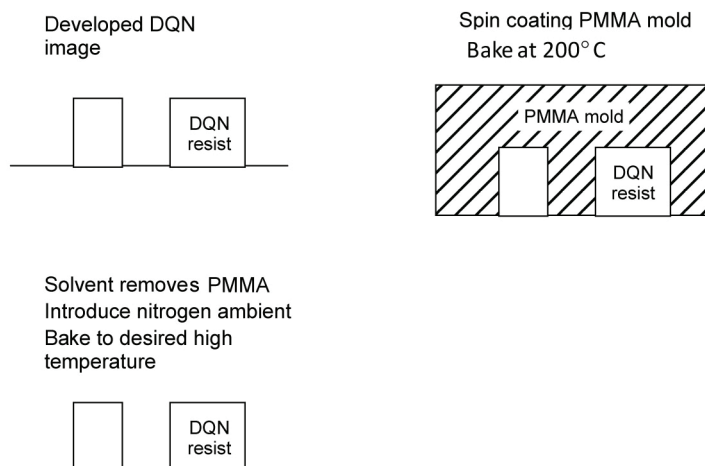 Developed DQN
image
DQN
resist
Spin coating PMMA mold
Bake at 200°C
PMMA mold
DQN
resist
Solvent removes PMMA
Introduce nitrogen ambient
Bake to desired high
temperature
DQN
resist